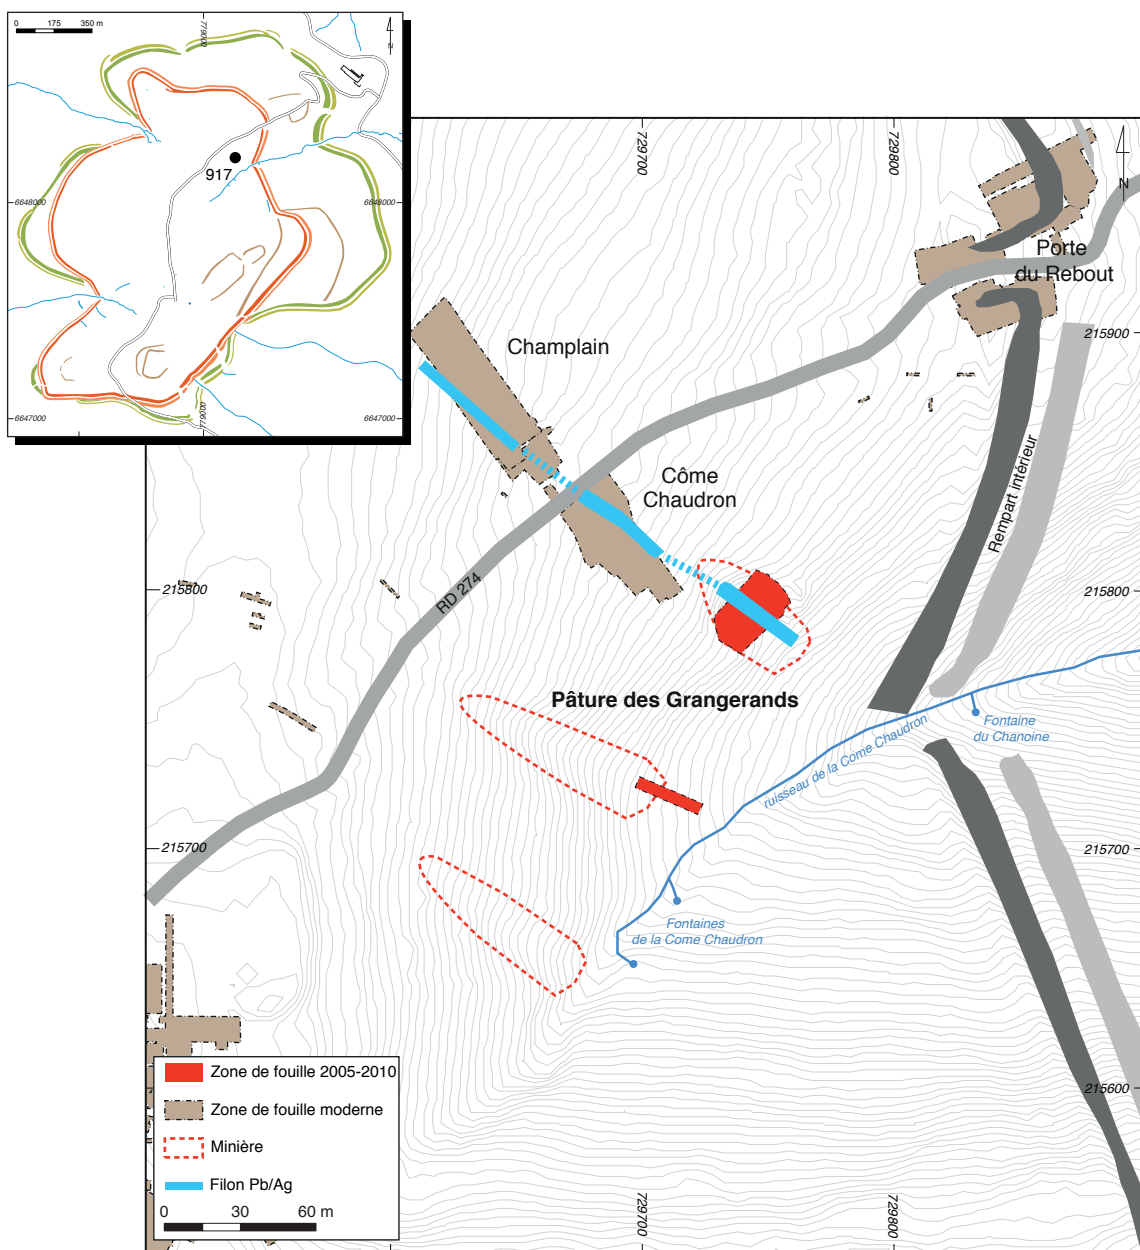 0 175 350 m
779000
N
917
6648000
6648000
6647000
6647000
779000
729700
729800
N
Porte
du Rebout
Champlain
215900
Côme
Chaudron
Rempart intérieur
RD 274
215800
215800
Pâture des Grangerands
ruisseau de la Come Chaudron
Fontaine
du Chanoine
215700
215700
Fontaines
de la Come Chaudron
215600
Zone de fouille 2005-2010
Zone de fouille moderne
Minière
Filon Pb/Ag
0 30 60 m
729700
729800